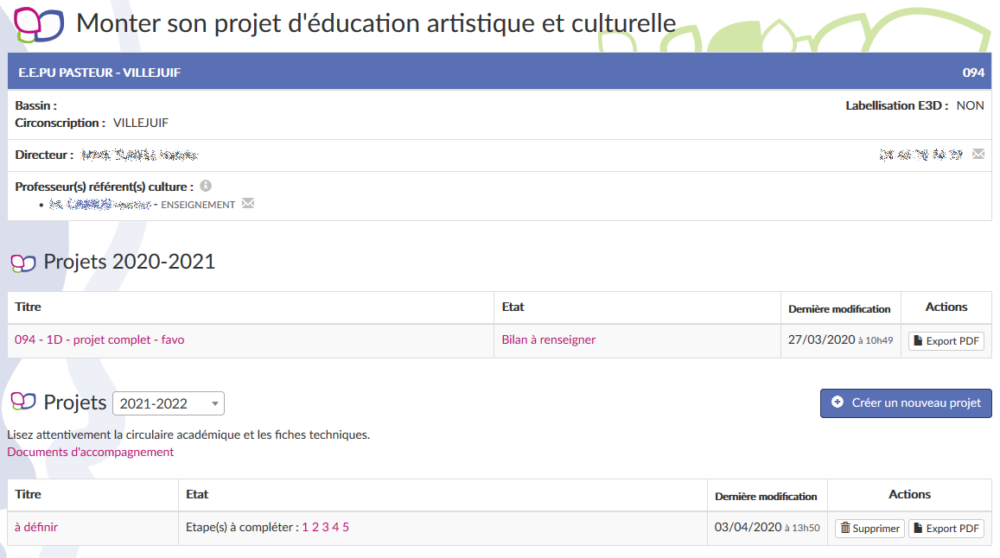 Monter son projet d'éducation artistique et culturelle
E.E.PU PASTEUR - VILLEJUIF 094
Bassin : Labellisation E3D : NON
Circonscription : VILLEJUIF
Directeur :
Professeur(s) référent(s) culture :
- ENSEIGNEMENT
Projets 2020-2021
Titre Etat Dernière modification Actions
094 - 1D - projet complet - favo Bilan à renseigner 27/03/2020 à 10h49 Export PDF
Projets 2021-2022 Créer un nouveau projet
Lisez attentivement la circulaire académique et les fiches techniques.
Documents d'accompagnement
Titre Etat Dernière modification Actions
à définir Etape(s) à compléter : 1 2 3 4 5 03/04/2020 à 13h50 Supprimer Export PDF